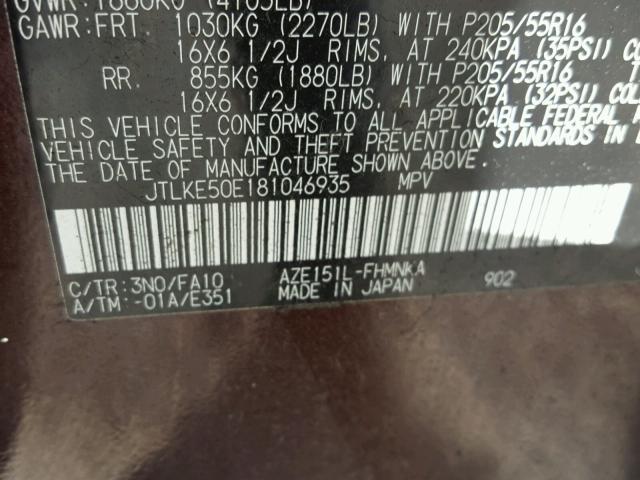 GAWR:FRT. 1030KG (2270LB) WITH P205/55R16
16X6 1/2J RIMS, AT 240KPA (35PSI)
RR. 855KG (1880LB) WITH P205/55R16
16X6 1/2J RIMS, AT 220KPA (32PSI)
THIS VEHICLE CONFORMS TO ALL APPLICABLE FEDERAL
VEHICLE SAFETY AND THEFT PREVENTION STANDARDS IN
THE DATE OF MANUFACTURE SHOWN ABOVE.
JTLKE50E181046935 MPV
C/TR:3N0/FA10 AZE151L-FHMNKA 902
A/TM:-01A/E351 MADE IN JAPAN